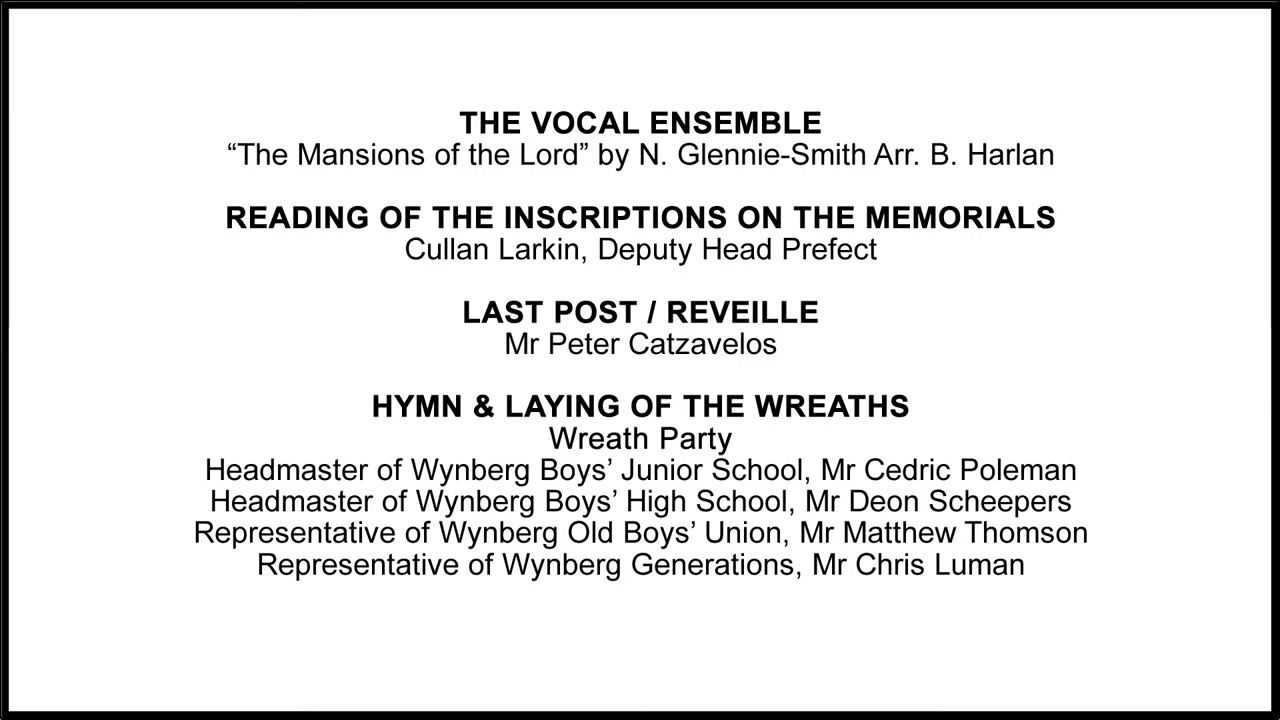 THE VOCAL ENSEMBLE
“The Mansions of the Lord” by N. Glennie-Smith Arr. B. Harlan
READING OF THE INSCRIPTIONS ON THE MEMORIALS
Cullan Larkin, Deputy Head Prefect
LAST POST / REVEILLE
Mr Peter Catzavelos
HYMN & LAYING OF THE WREATHS
Wreath Party
Headmaster of Wynberg Boys’ Junior School, Mr Cedric Poleman
Headmaster of Wynberg Boys’ High School, Mr Deon Scheepers
Representative of Wynberg Old Boys’ Union, Mr Matthew Thomson
Representative of Wynberg Generations, Mr Chris Luman